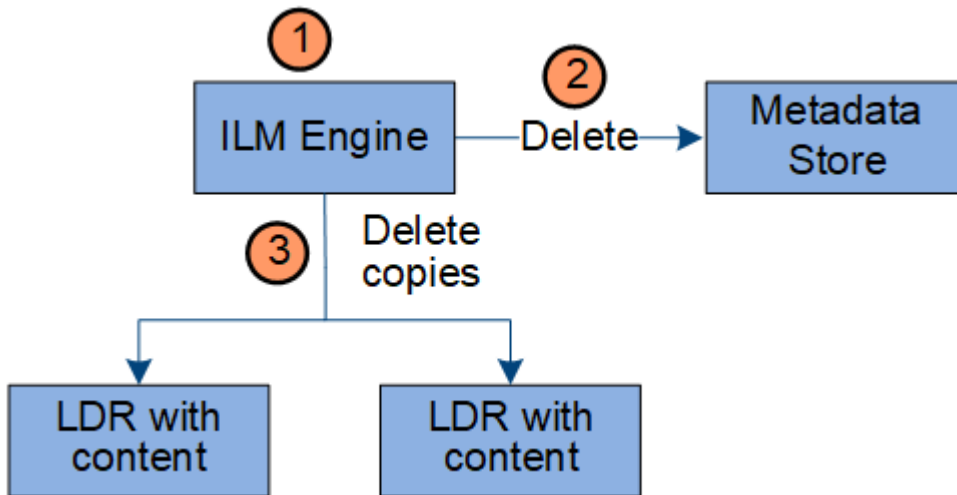 1
2
ILM Engine
Delete
Metadata
Store
3
Delete
copies
LDR with
content
LDR with
content